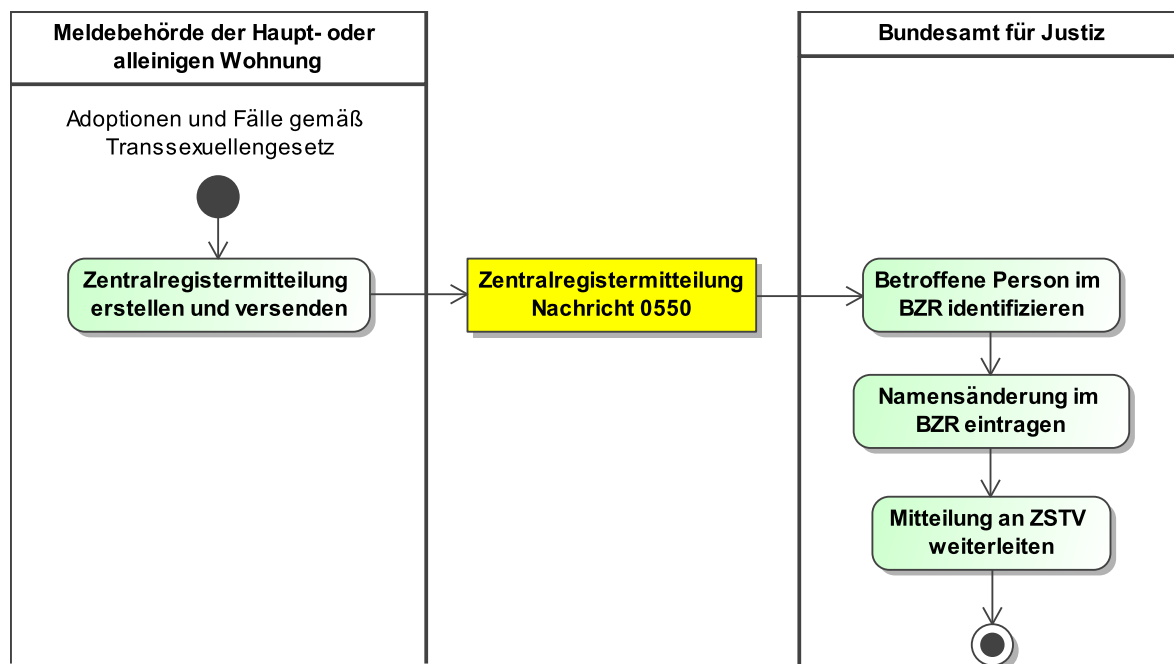 Meldebehörde der Haupt- oder
alleinigen Wohnung
Bundesamt für Justiz
Adoptionen und Fälle gemäß
Transsexuellengesetz
Zentralregistermitteilung
erstellen und versenden
Zentralregistermitteilung
Nachricht 0550
Betroffene Person im
BZR identifizieren
Namensänderung im
BZR eintragen
Mitteilung an ZSTV
weiterleiten